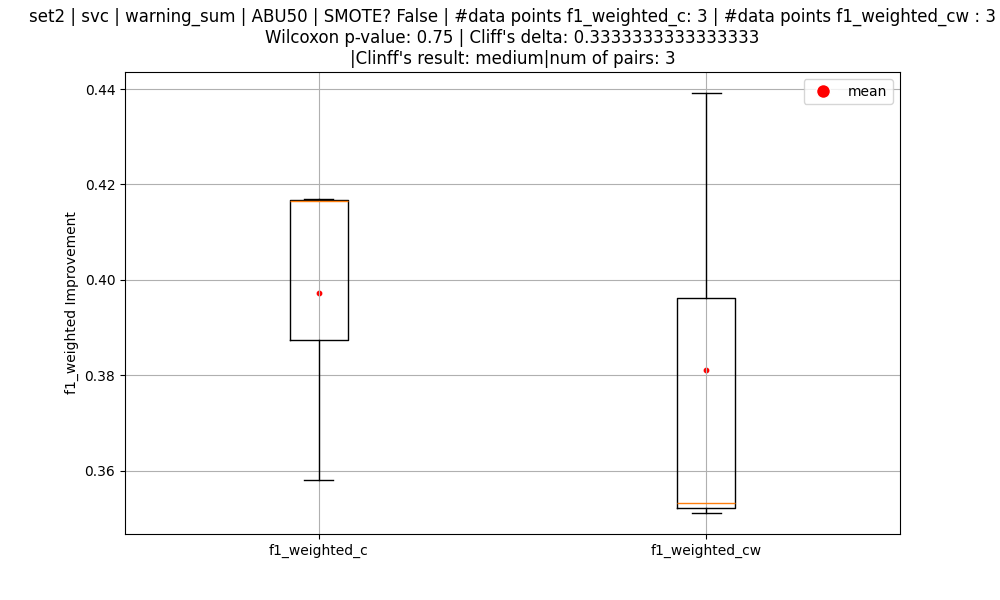 set2 | svc | warning_sum | ABU50 | SMOTE? False | #data points f1_weighted_c: 3 | #data points f1_weighted_cw : 3
Wilcoxon p-value: 0.75 | Cliff's delta: 0.3333333333333333
|Clinff's result: medium|num of pairs: 3
mean
0.44
0.42
0.40
0.38
0.36
f1_weighted Improvement
f1_weighted_c
f1_weighted_cw